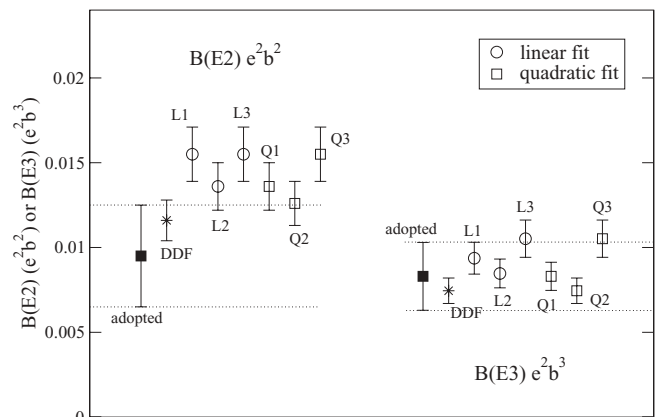 B(E2) e²b²
linear fit
quadratic fit
0.02
L1
L3
Q1
Q3
0.015
L2
Q2
DDF
adopted
L3
Q3
L1
0.01
adopted
DDF
L2
Q1
Q2
0.005
B(E3) e²b³
0
B(E2) (e²b²) or B(E3) (e²b³)